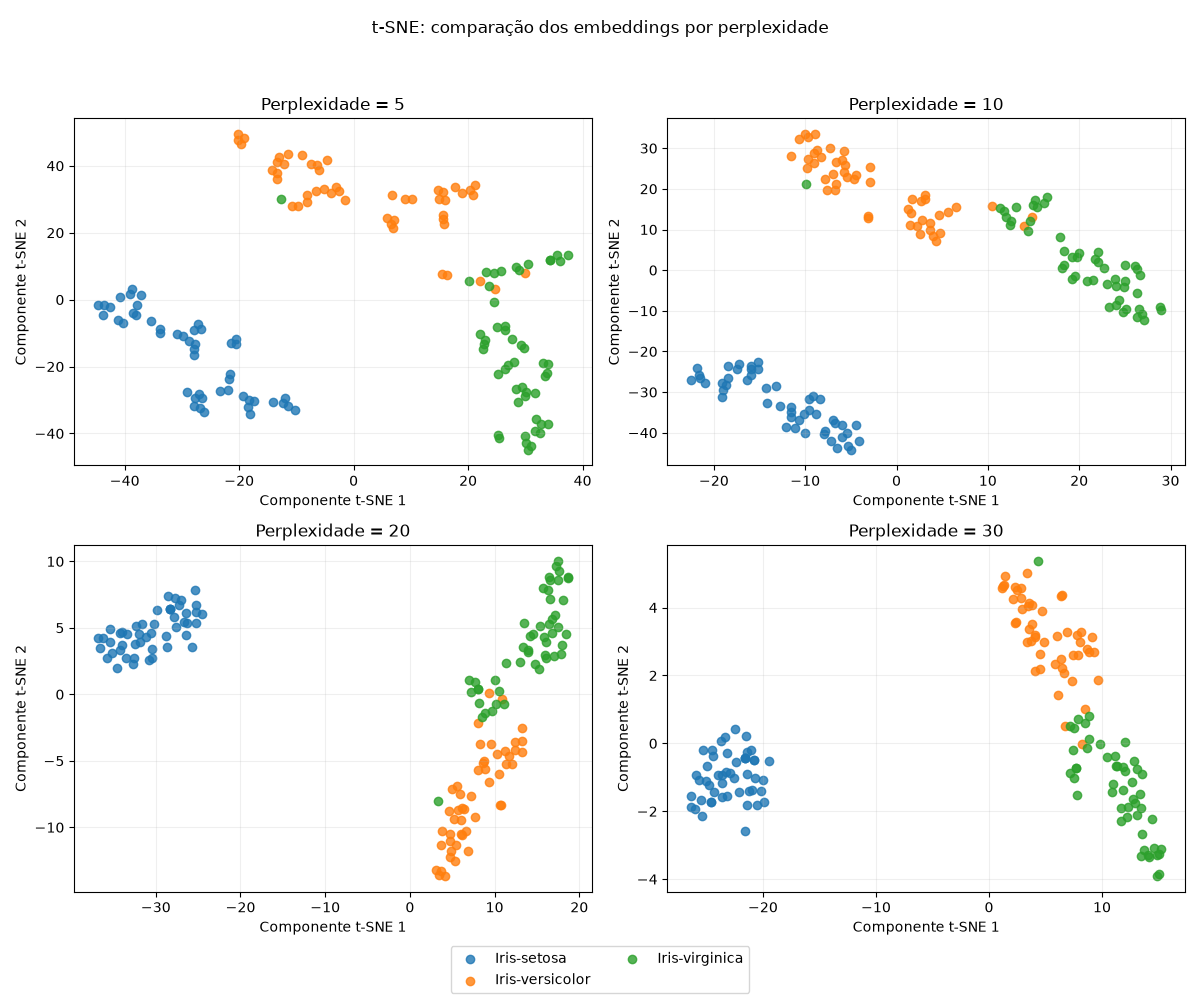 t-SNE: comparação dos embeddings por perplexidade
Perplexidade = 5
Componente t-SNE 2
40
20
0
−20
−40
−40
−20
0
20
40
Componente t-SNE 1
Perplexidade = 10
Componente t-SNE 2
30
20
10
0
−10
−20
−30
−40
−20
−10
0
10
20
30
Componente t-SNE 1
Perplexidade = 20
Componente t-SNE 2
10
5
0
−5
−10
−30
−20
−10
0
10
20
Componente t-SNE 1
Perplexidade = 30
Componente t-SNE 2
4
2
0
−2
−4
−20
−10
0
10
Componente t-SNE 1
Iris-setosa
Iris-versicolor
Iris-virginica